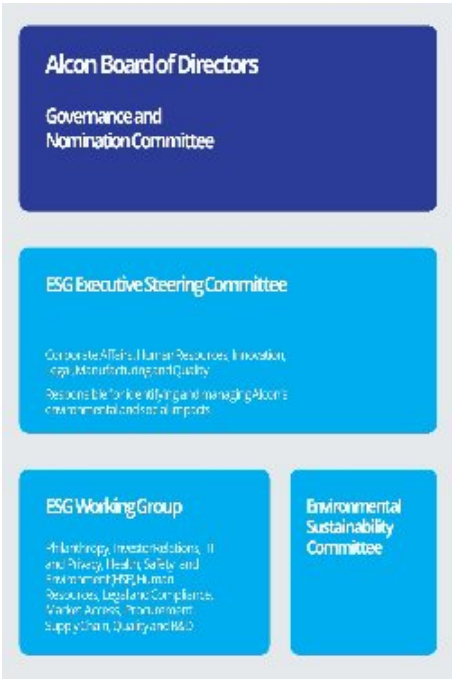 Alcon Board of Directors
Governance and
Nomination Committee
ESG Executive Steering Committee
Corporate Affairs, Human Resources, Innovation,
Legal, Manufacturing and Quality
Responsible for identifying and managing Alcon's
environmental and social impacts
ESG Working Group
Philanthropy, Investor Relations, IT
and Privacy, Health, Safety and
Environment (HSE), Human
Resources, Legal and Compliance,
Market Access, Procurement
Supply Chain, Quality and R&D
Environmental
Sustainability
Committee